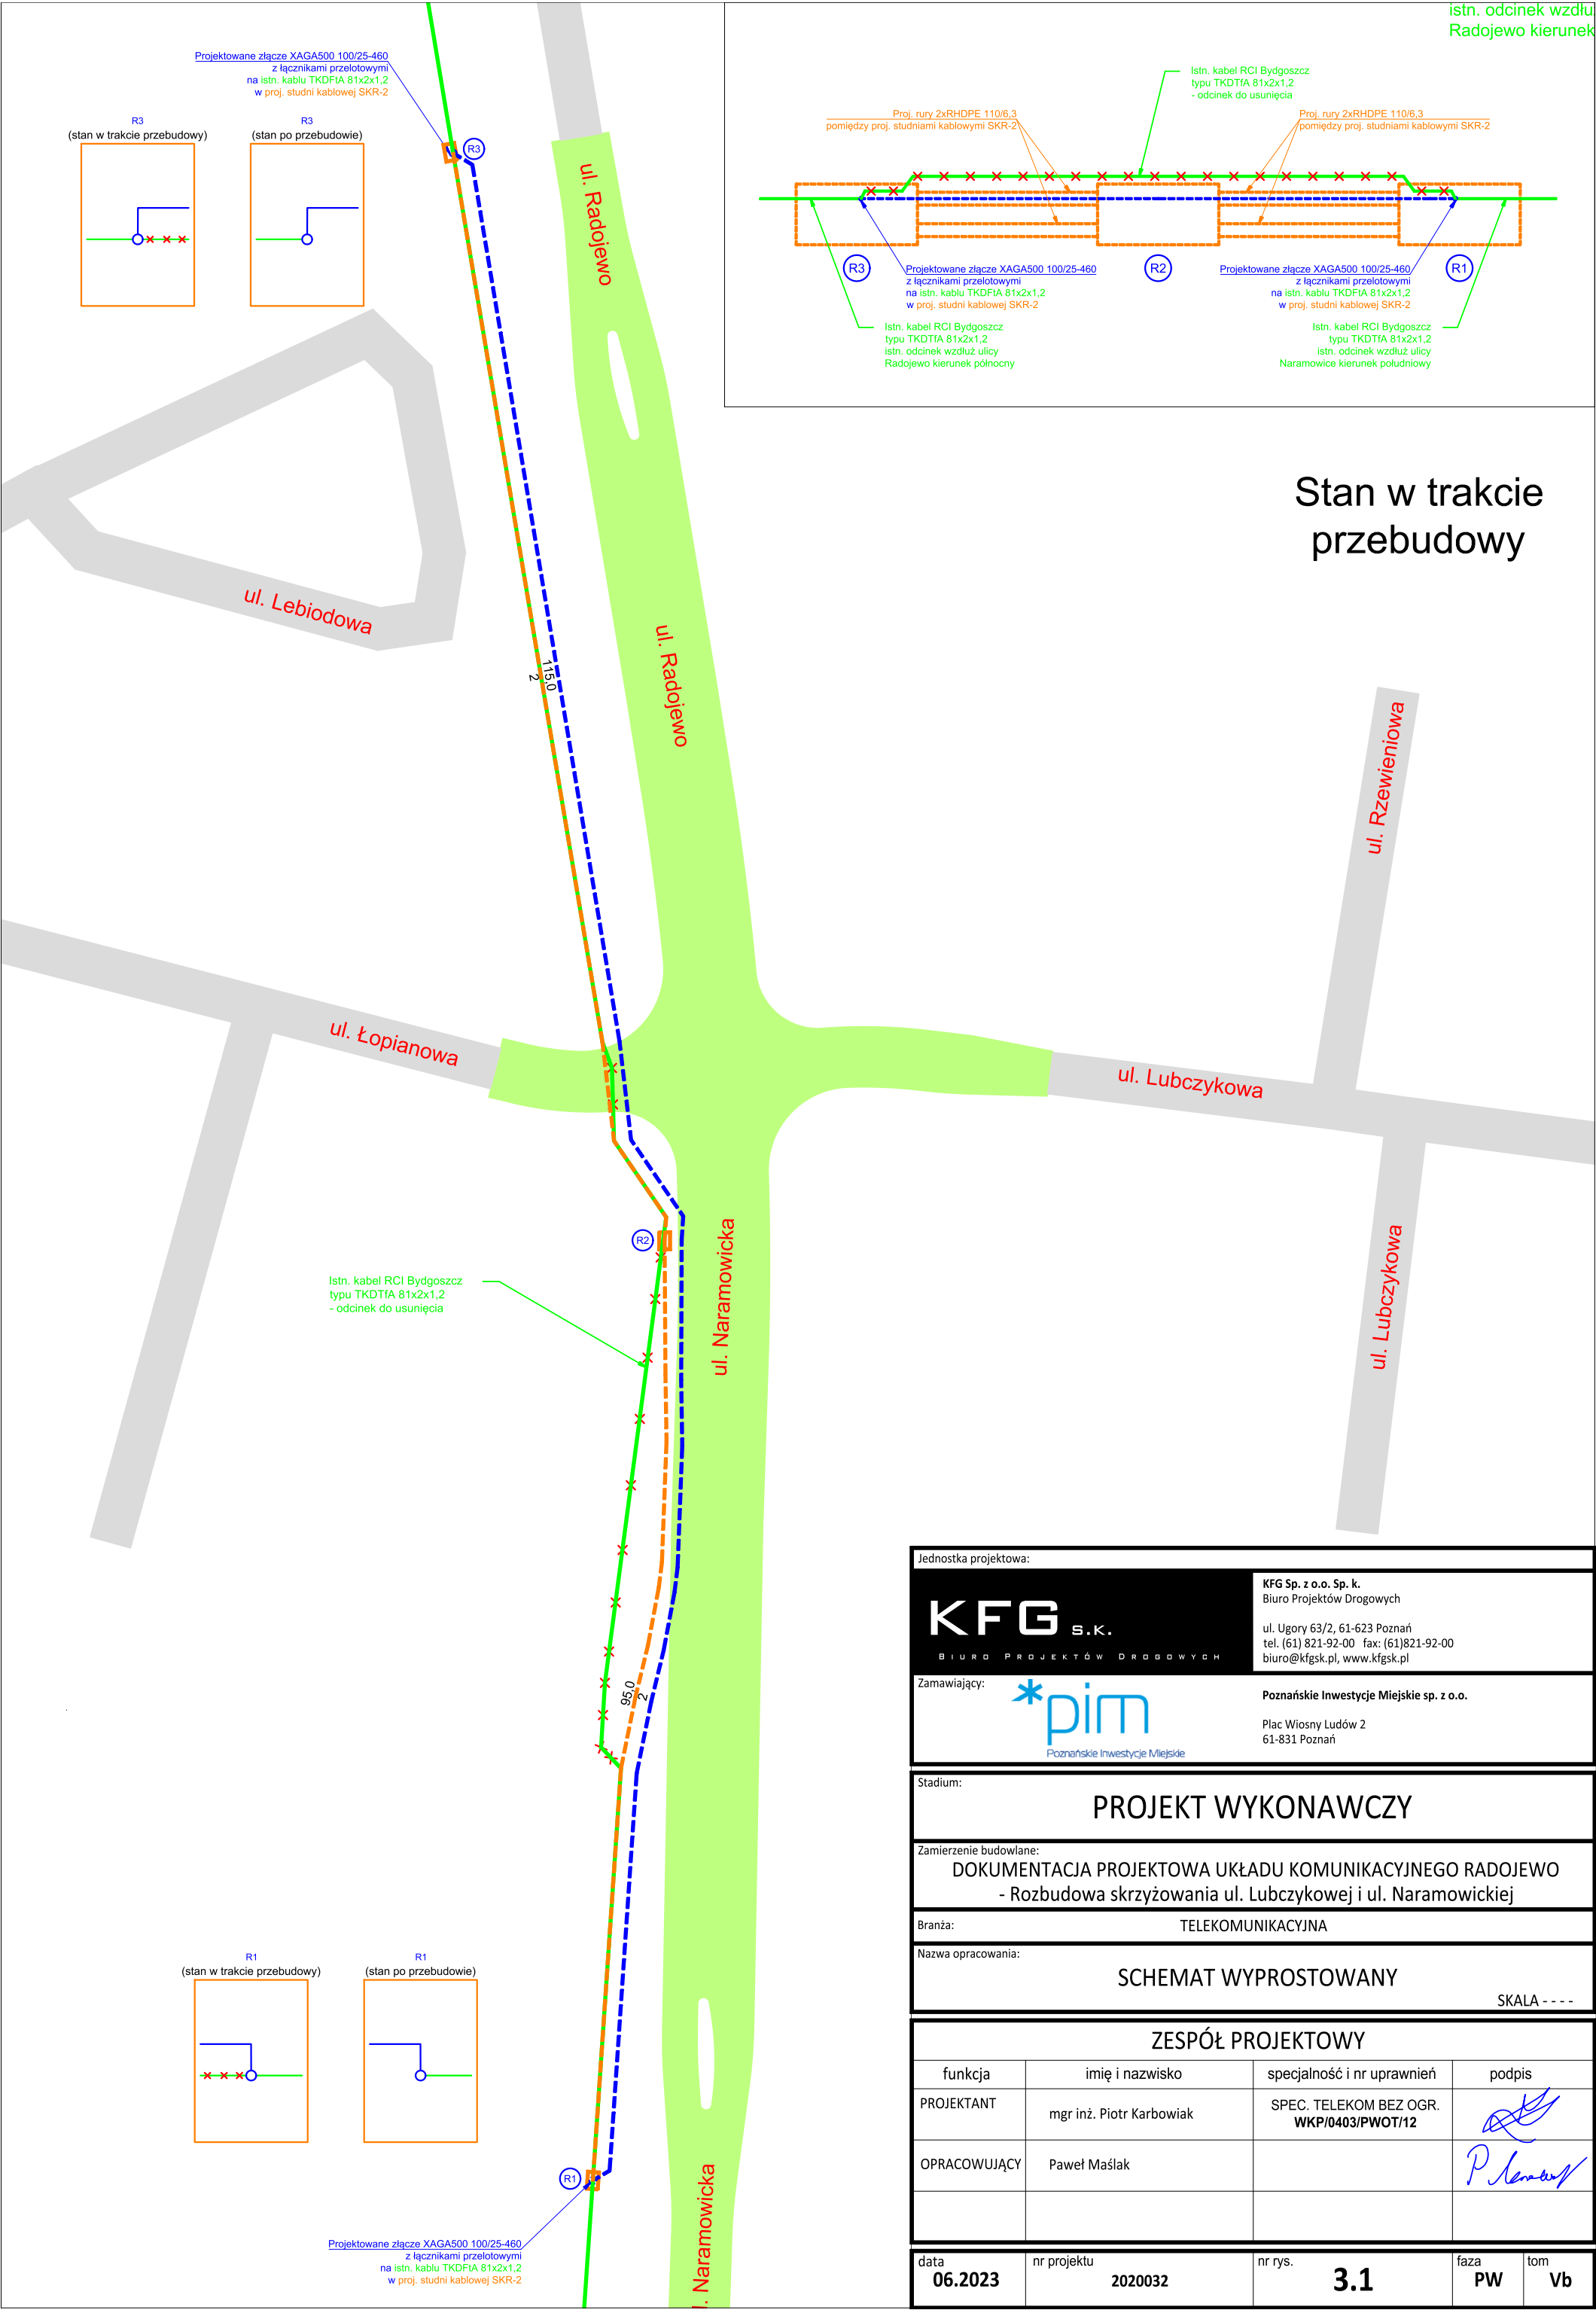 istn. odcinek wzdłu
Radojewo kierunek
Projektowane złącze XAGA500 100/25-460
z łącznikami przelotowymi
na istn. kablu TKDFtA 81x2x1,2
w proj. studni kablowej SKR-2
R3
(stan w trakcie przebudowy)
R3
(stan po przebudowie)
R3
Istn. kabel RCI Bydgoszcz
typu TKDTfA 81x2x1,2
- odcinek do usunięcia
Proj. rury 2xRHDPE 110/6,3
pomiędzy proj. studniami kablowymi SKR-2
Proj. rury 2xRHDPE 110/6,3
pomiędzy proj. studniami kablowymi SKR-2
R3
R2
R1
Projektowane złącze XAGA500 100/25-460
z łącznikami przelotowymi
na istn. kablu TKDFtA 81x2x1,2
w proj. studni kablowej SKR-2
Projektowane złącze XAGA500 100/25-460
z łącznikami przelotowymi
na istn. kablu TKDFtA 81x2x1,2
w proj. studni kablowej SKR-2
Istn. kabel RCI Bydgoszcz
typu TKDTfA 81x2x1,2
istn. odcinek wzdłuż ulicy
Radojewo kierunek północny
Istn. kabel RCI Bydgoszcz
typu TKDTfA 81x2x1,2
istn. odcinek wzdłuż ulicy
Naramowice kierunek południowy
Stan w trakcie
przebudowy
ul. Radojewo
ul. Lebiodowa
ul. Radojewo
115,0
2
ul. Rzewieniowa
ul. Łopianowa
ul. Lubczykowa
R2
ul. Naramowicka
ul. Lubczykowa
Istn. kabel RCI Bydgoszcz
typu TKDTfA 81x2x1,2
- odcinek do usunięcia
95,0
2
R1
(stan w trakcie przebudowy)
R1
(stan po przebudowie)
R1
l. Naramowicka
Projektowane złącze XAGA500 100/25-460
z łącznikami przelotowymi
na istn. kablu TKDFtA 81x2x1,2
w proj. studni kablowej SKR-2
Jednostka projektowa:
KFG S.K.
BIURO PROJEKTÓW DROGOWYCH
KFG Sp. z o.o. Sp. k.
Biuro Projektów Drogowych
ul. Ugory 63/2, 61-623 Poznań
tel. (61) 821-92-00 fax: (61)821-92-00
biuro@kfgsk.pl, www.kfgsk.pl
Zamawiający:
*pim
Poznańskie Inwestycje Miejskie
Poznańskie Inwestycje Miejskie sp. z o.o.
Plac Wiosny Ludów 2
61-831 Poznań
Stadium:
PROJEKT WYKONAWCZY
Zamierzenie budowlane:
DOKUMENTACJA PROJEKTOWA UKŁADU KOMUNIKACYJNEGO RADOJEWO
- Rozbudowa skrzyżowania ul. Lubczykowej i ul. Naramowickiej
Branża:
TELEKOMUNIKACYJNA
Nazwa opracowania:
SCHEMAT WYPROSTOWANY
SKALA - - - -
ZESPÓŁ PROJEKTOWY
funkcja imię i nazwisko specjalność i nr uprawnień podpis
PROJEKTANT mgr inż. Piotr Karbowiak SPEC. TELEKOM BEZ OGR.
WKP/0403/PWOT/12
OPRACOWUJĄCY Paweł Maślak
data nr projektu nr rys. faza tom
06.2023 2020032 3.1 PW Vb